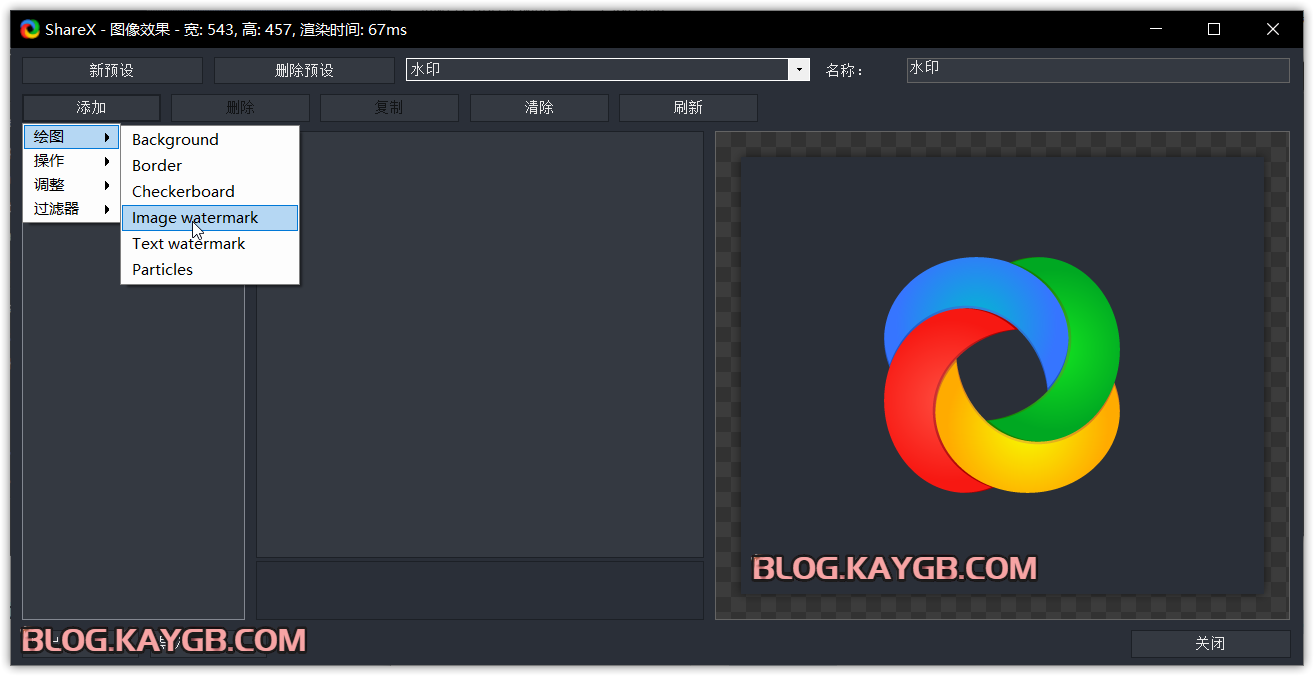 ShareX - 图像效果 - 宽: 543, 高: 457, 渲染时间: 67ms
新预设 删除预设 水印 名称： 水印
添加 删除 复制 清除 刷新
绘图 Background
操作 Border
调整 Checkerboard
过滤器 Image watermark
Text watermark
Particles
BLOG.KAYGB.COM
BLOG.KAYGB.COM
关闭